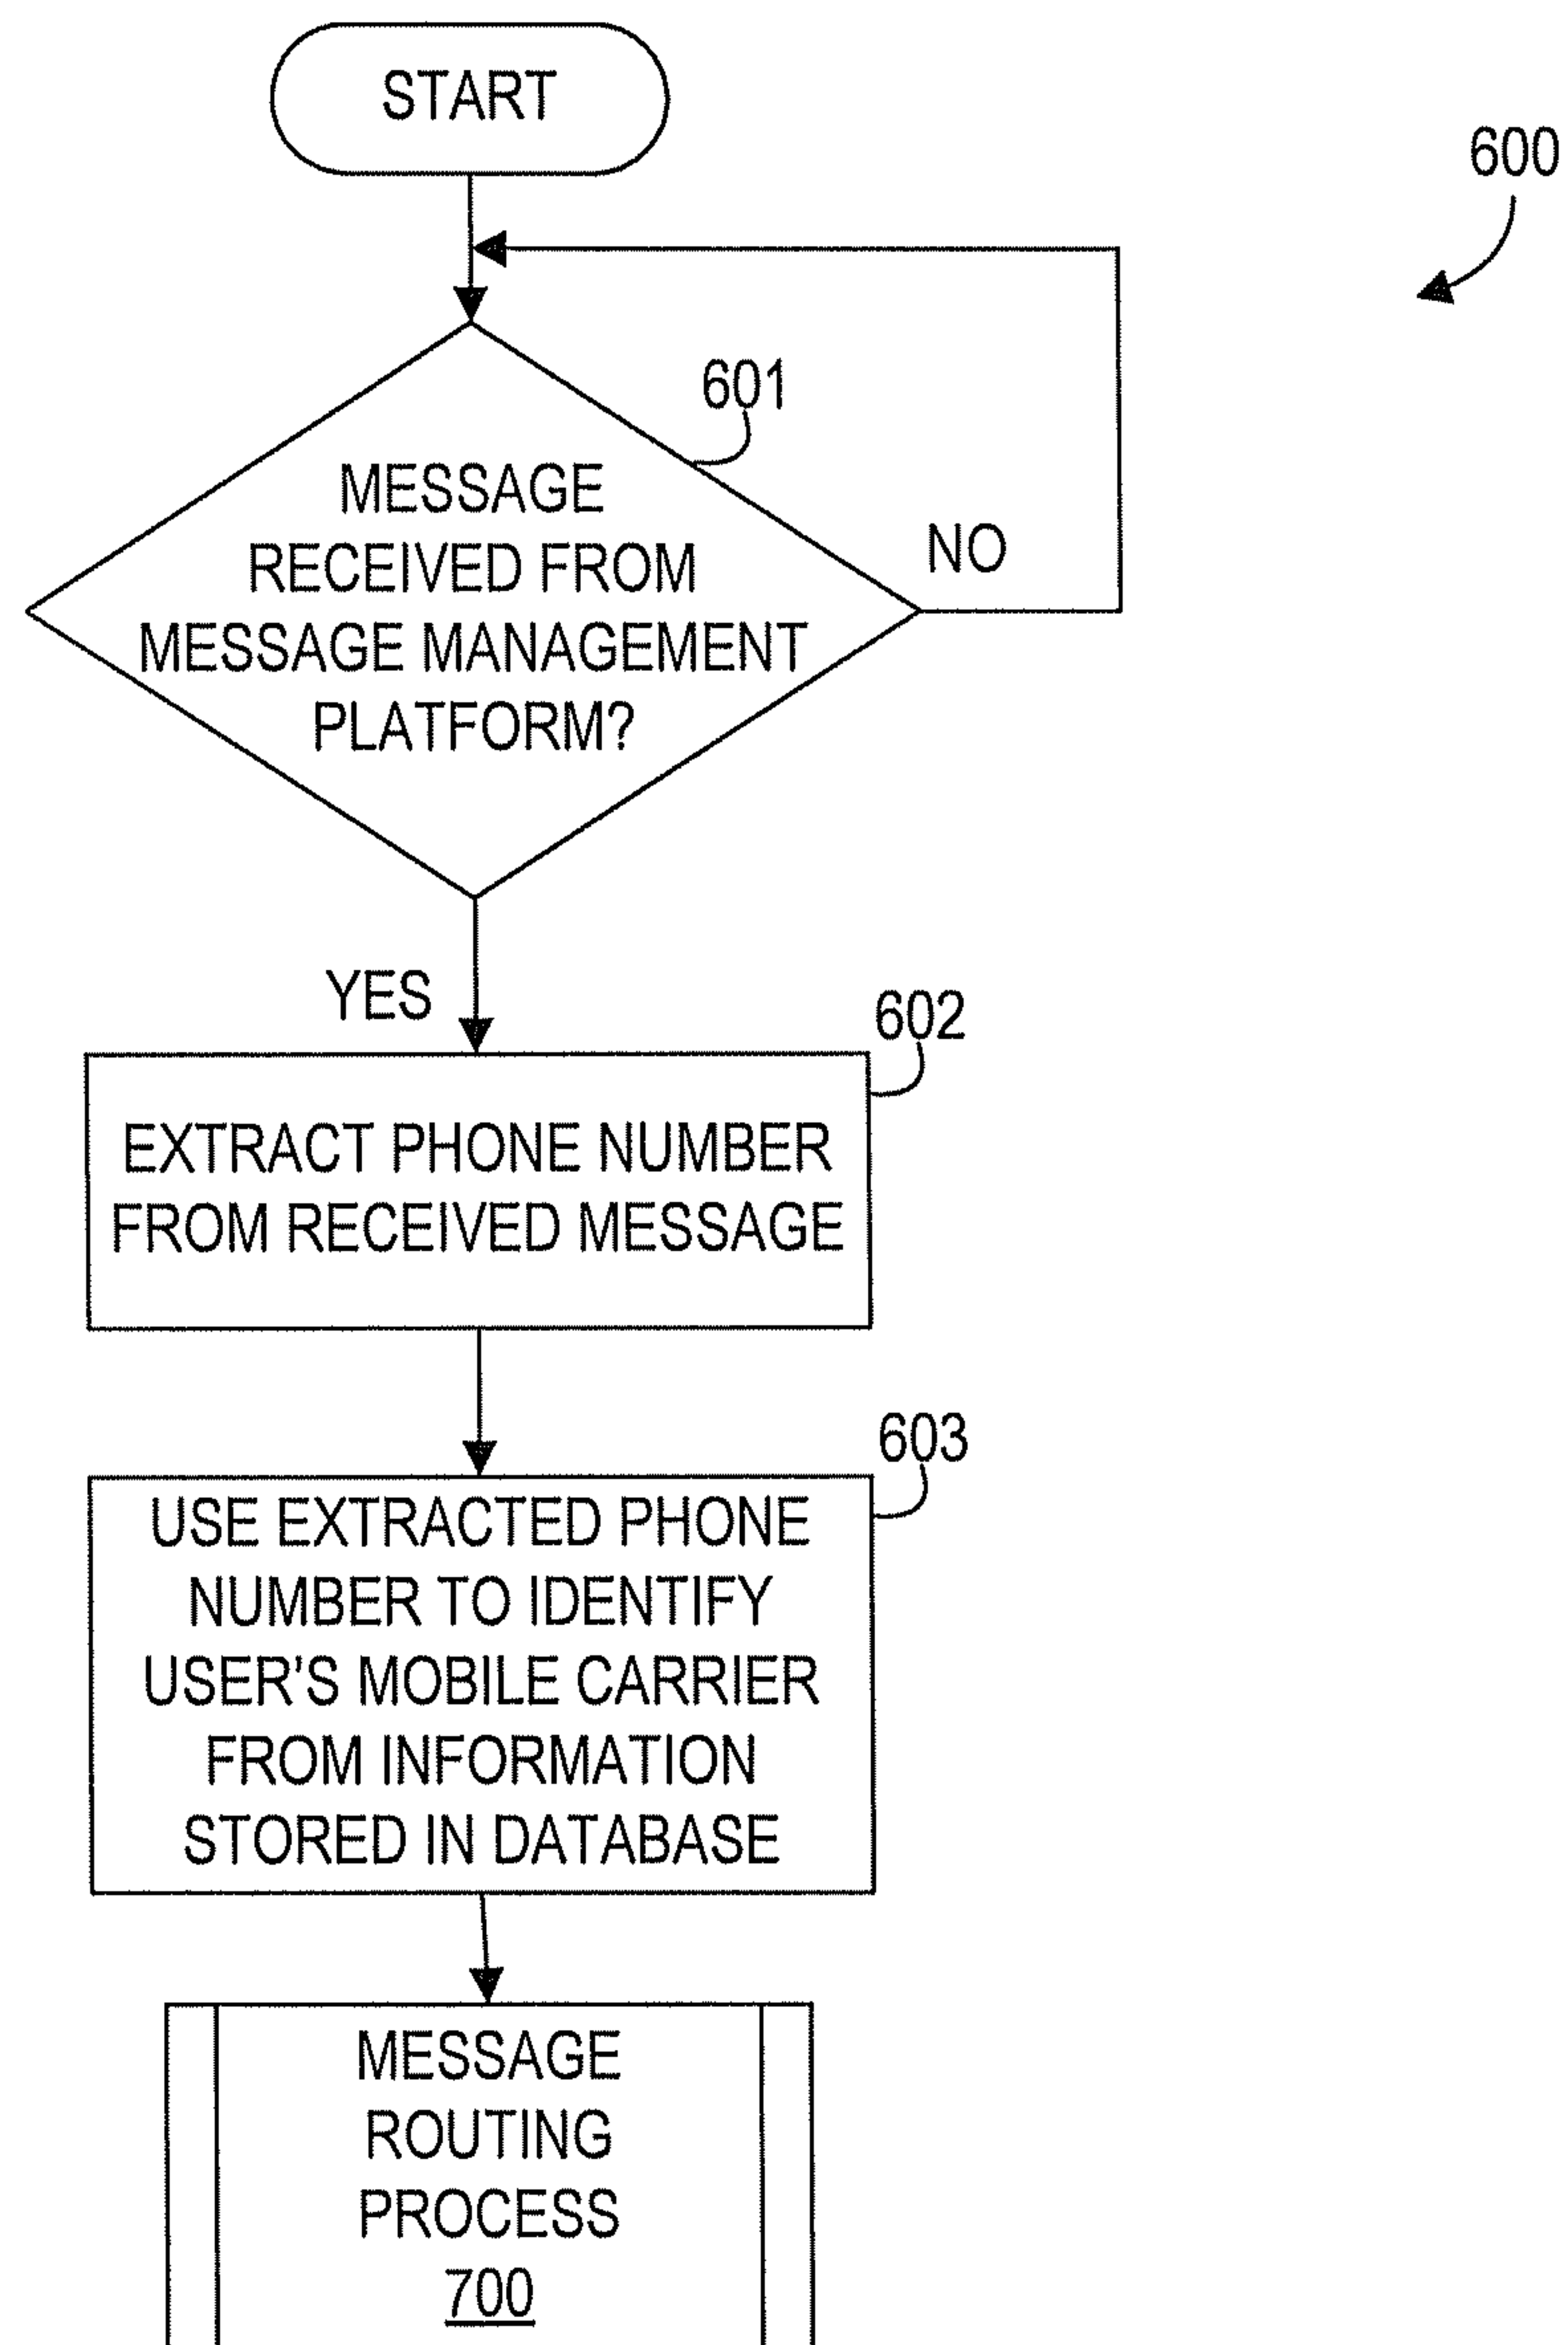 START
600
601
MESSAGE
RECEIVED FROM
MESSAGE MANAGEMENT
PLATFORM?
NO
YES
602
EXTRACT PHONE NUMBER
FROM RECEIVED MESSAGE
603
USE EXTRACTED PHONE
NUMBER TO IDENTIFY
USER'S MOBILE CARRIER
FROM INFORMATION
STORED IN DATABASE
MESSAGE
ROUTING
PROCESS
700